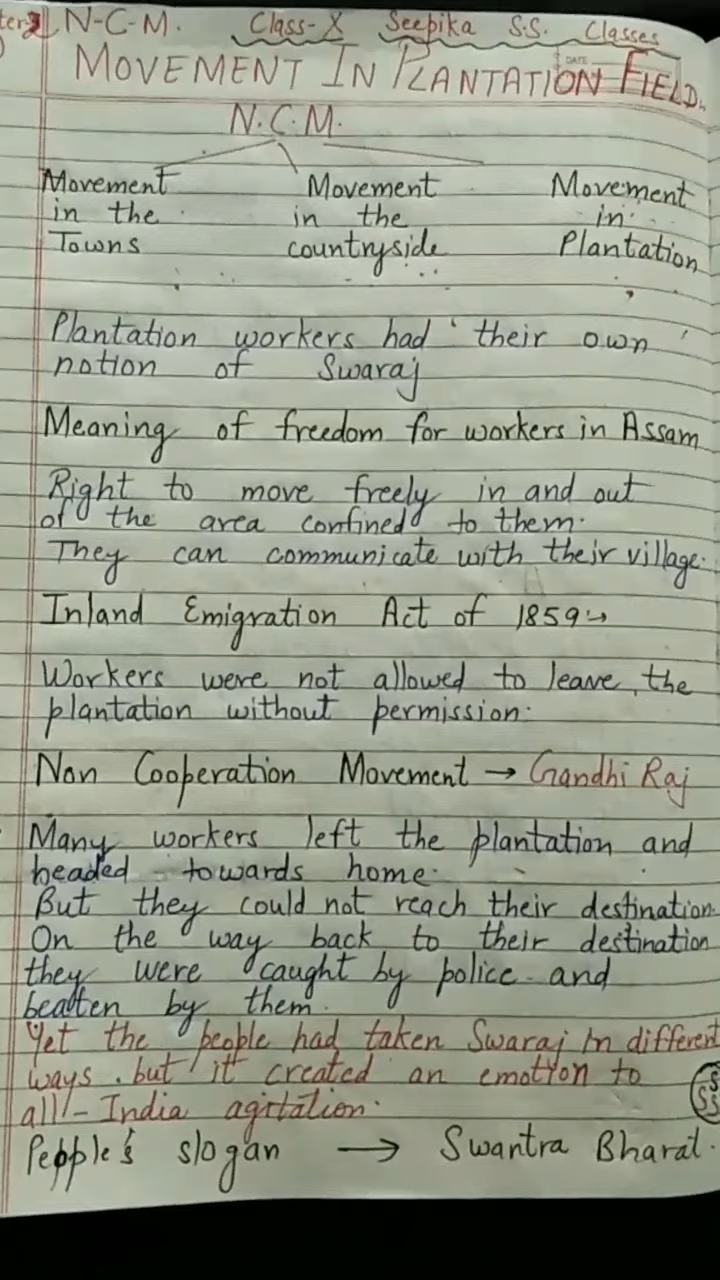 N-C-M. Class-X Seepika S.S. Classes
MOVEMENT IN PLANTATION FIELD
DATE
N.C.M.
Movement Movement Movement
in the in the in
Towns countryside Plantation
Plantation workers had their own
notion of Swaraj
Meaning of freedom for workers in Assam
Right to move freely in and out
of the area confined to them.
They can communicate with their village.
Inland Emigration Act of 1859
Workers were not allowed to leave the
plantation without permission.
Non Cooperation Movement → Gandhi Raj
Many workers left the plantation and
headed towards home.
But they could not reach their destination.
On the way back to their destination
they were caught by police and
beaten by them.
Yet the people had taken Swaraj in different
ways. but it created an emotion to
all - India agitation.
People's slogan → Swantra Bharat.